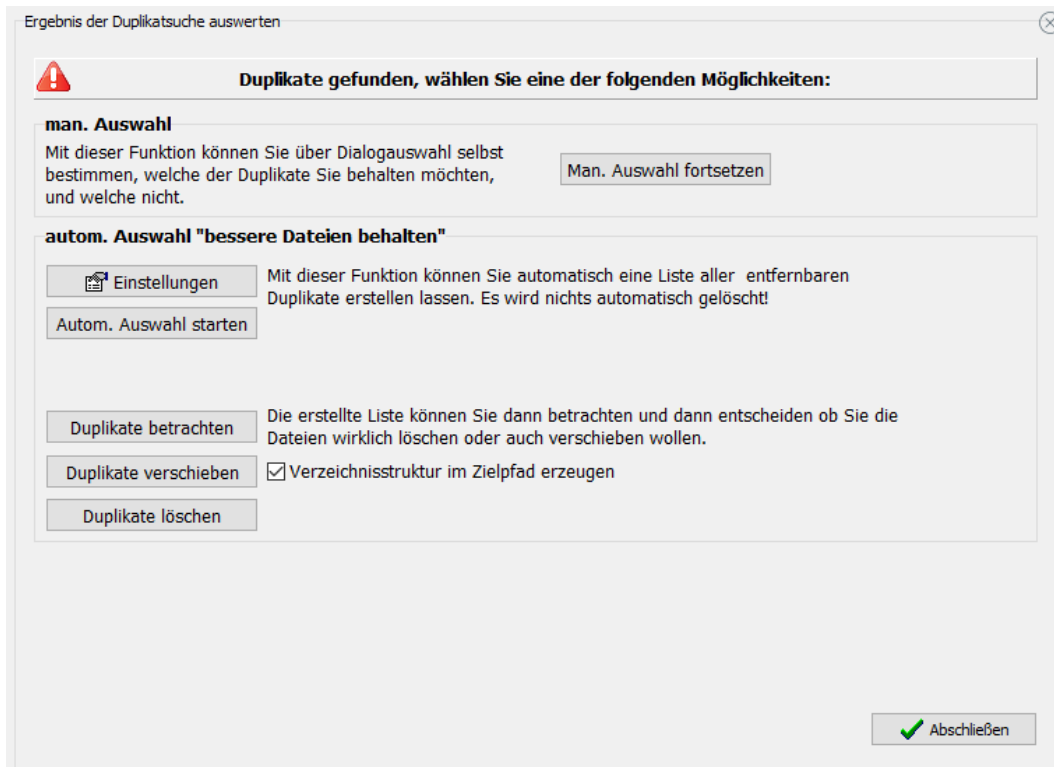 Ergebnis der Duplikatsuche auswerten
Duplikate gefunden, wählen Sie eine der folgenden Möglichkeiten:
man. Auswahl
Mit dieser Funktion können Sie über Dialogauswahl selbst
bestimmen, welche der Duplikate Sie behalten möchten,
und welche nicht.
Man. Auswahl fortsetzen
autom. Auswahl "bessere Dateien behalten"
Einstellungen
Mit dieser Funktion können Sie automatisch eine Liste aller  entfernbaren
Duplikate erstellen lassen. Es wird nichts automatisch gelöscht!
Autom. Auswahl starten
Duplikate betrachten
Die erstellte Liste können Sie dann betrachten und dann entscheiden ob Sie die
Dateien wirklich löschen oder auch verschieben wollen.
Duplikate verschieben
Verzeichnisstruktur im Zielpfad erzeugen
Duplikate löschen
Abschließen